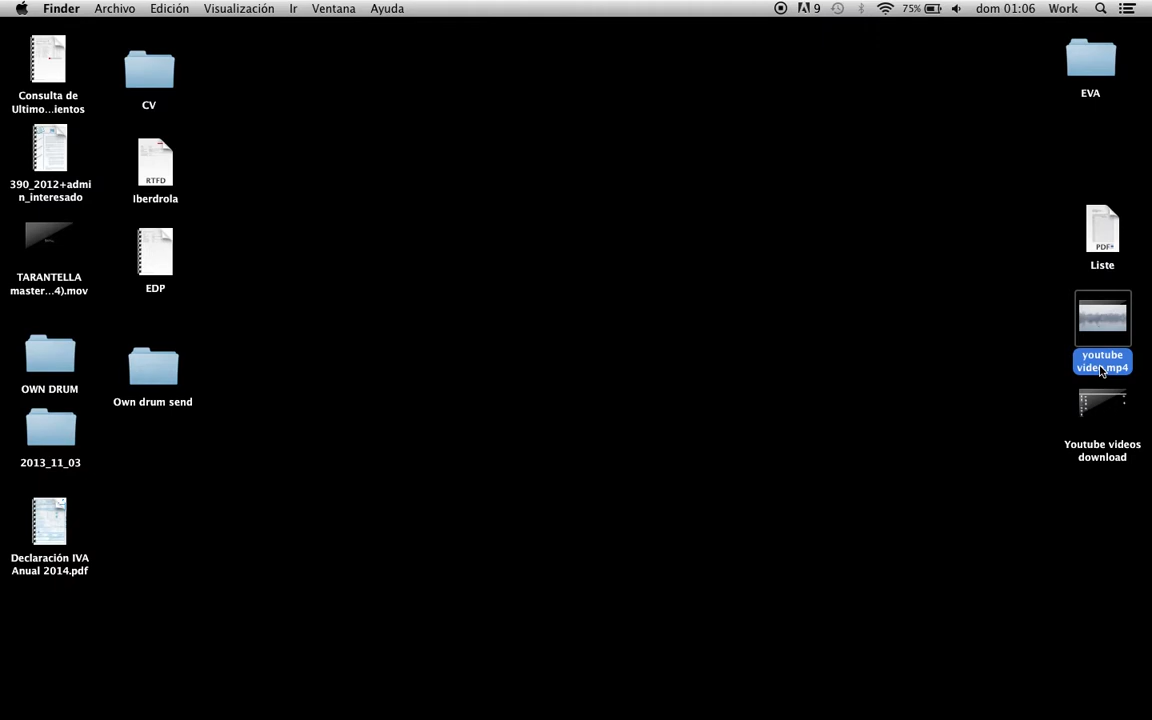 Finder Archivo Edición Visualización Ir Ventana Ayuda 9 75% dom 01:06 Work
Consulta de
Ultimo...ientos
CV
EVA
390_2012+admi
n_interesado
RTFD
Iberdrola
PDF+
Liste
TARANTELLA
master...4).mov
EDP
youtube
video.mp4
OWN DRUM
Own drum send
Youtube videos
download
2013_11_03
Declaración IVA
Anual 2014.pdf